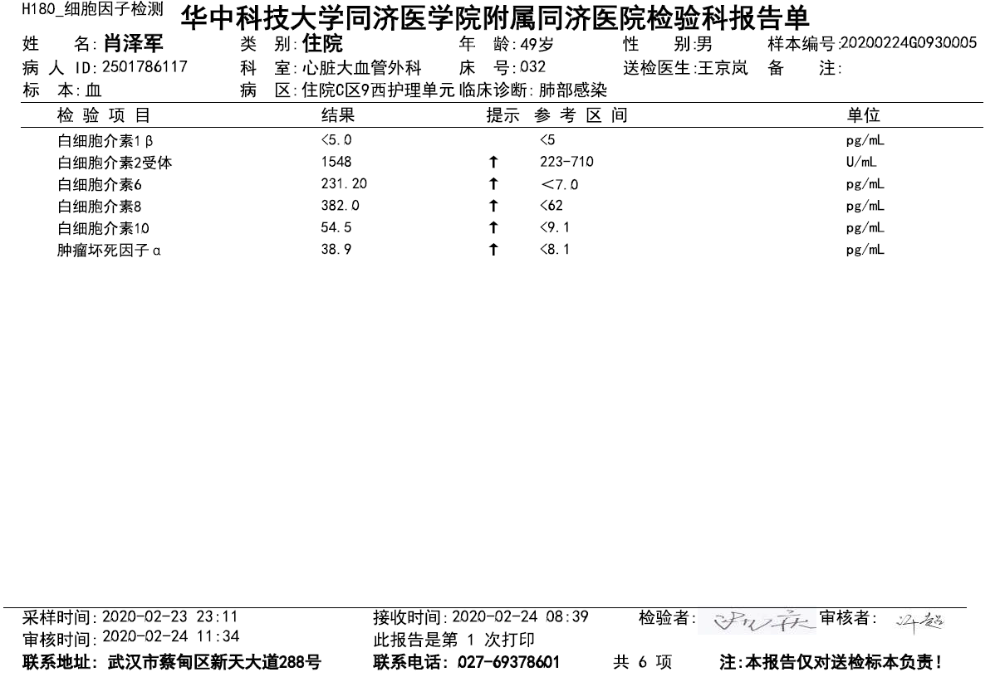 H180_细胞因子检测
华中科技大学同济医学院附属同济医院检验科报告单
姓 名: 肖泽军 类 别: 住院 年 龄: 49岁 性 别: 男 样本编号: 20200224G0930005
病 人 ID: 2501786117 科 室: 心脏大血管外科 床 号: 032 送检医生: 王京岚 备 注:
标 本: 血 病 区: 住院C区9西护理单元 临床诊断: 肺部感染
检 验 项 目 结果 提示 参 考 区 间 单位
白细胞介素1β <5.0 <5 pg/mL
白细胞介素2受体 1548 ↑ 223-710 U/mL
白细胞介素6 231.20 ↑ <7.0 pg/mL
白细胞介素8 382.0 ↑ <62 pg/mL
白细胞介素10 54.5 ↑ <9.1 pg/mL
肿瘤坏死因子α 38.9 ↑ <8.1 pg/mL
采样时间: 2020-02-23 23:11 接收时间: 2020-02-24 08:39 检验者: 审核者:
审核时间: 2020-02-24 11:34 此报告是第 1 次打印
联系地址: 武汉市蔡甸区新天大道288号 联系电话: 027-69378601 共 6 项 注:本报告仅对送检标本负责!